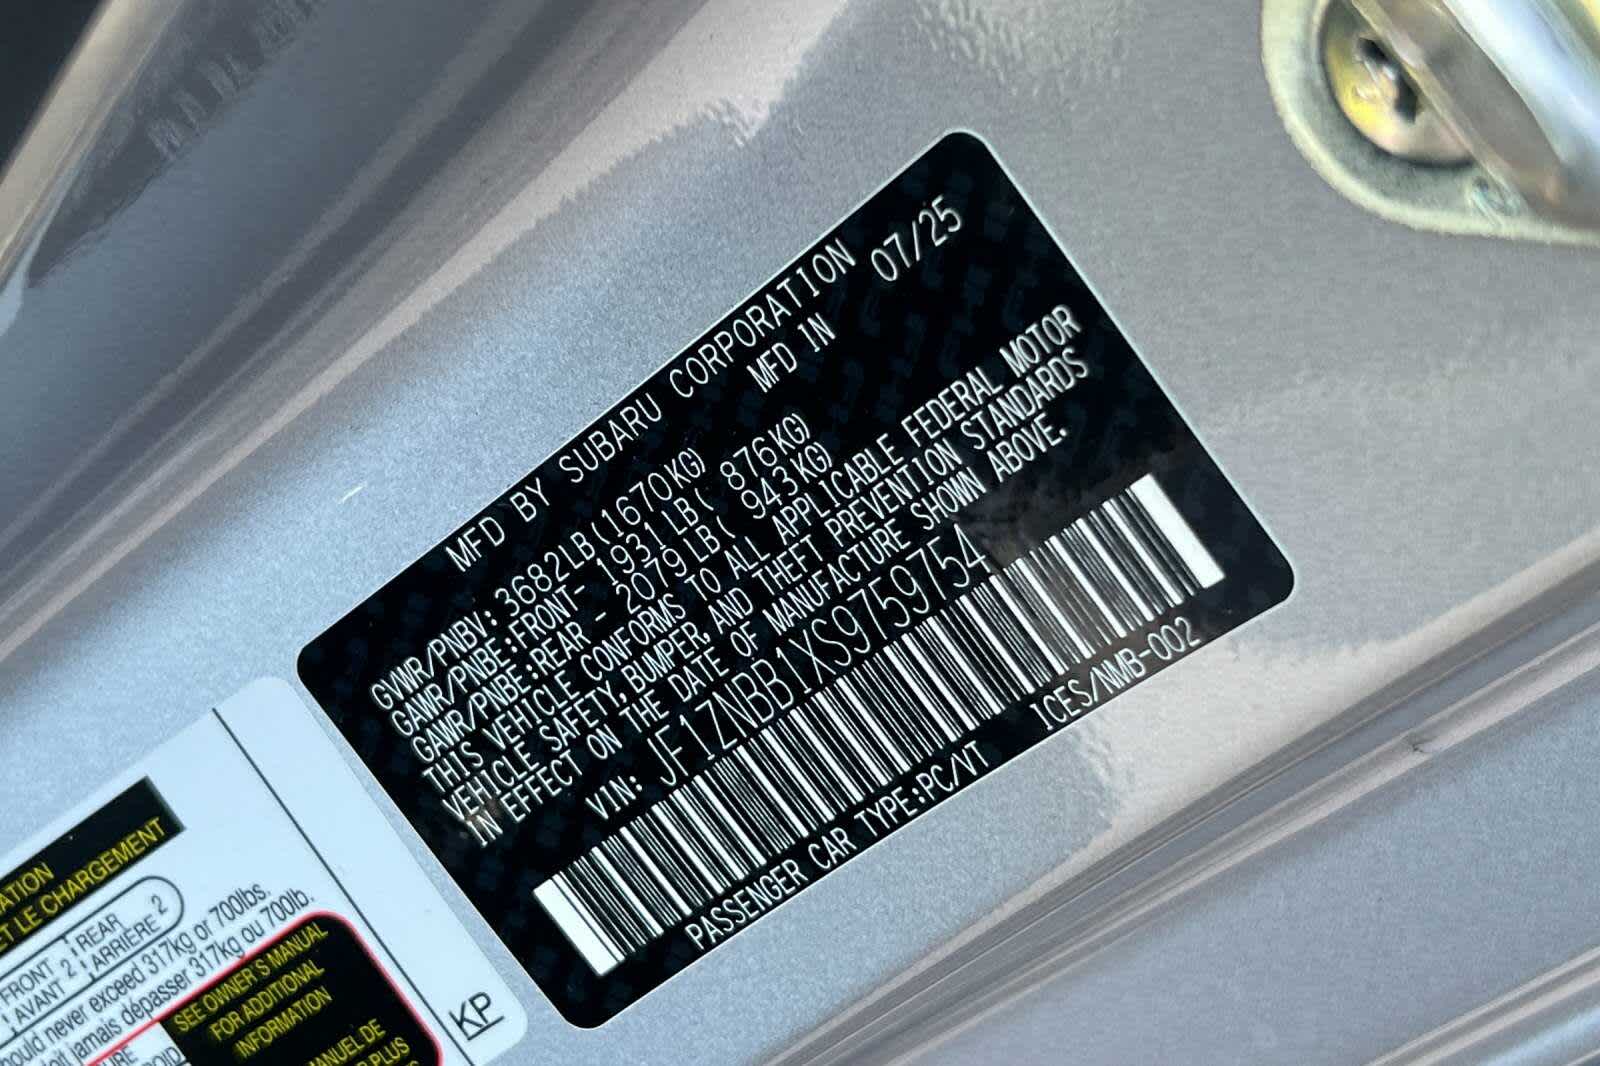 MFD BY SUBARU CORPORATION
MFD IN 07/25
GVWR/PNBV: 3682LB(1670KG)
GAWR/PNBE:FRONT- 1931LB( 876KG)
GAWR/PNBE:REAR - 2079LB( 943KG)
THIS VEHICLE CONFORMS TO ALL APPLICABLE FEDERAL MOTOR
VEHICLE SAFETY, BUMPER, AND THEFT PREVENTION STANDARDS
IN EFFECT ON THE DATE OF MANUFACTURE SHOWN ABOVE.
VIN: JF1ZNBB1XS9759754
PASSENGER CAR TYPE:PC/VT ICES/NMB-002
ET LE CHARGEMENT
FRONT 2 REAR 2
AVANT ARRIÈRE
never exceed 317kg or 700lbs.
jamais dépasser 317kg ou 700lb.
SEE OWNER'S MANUAL
FOR ADDITIONAL
INFORMATION
DE
PLUS
KP